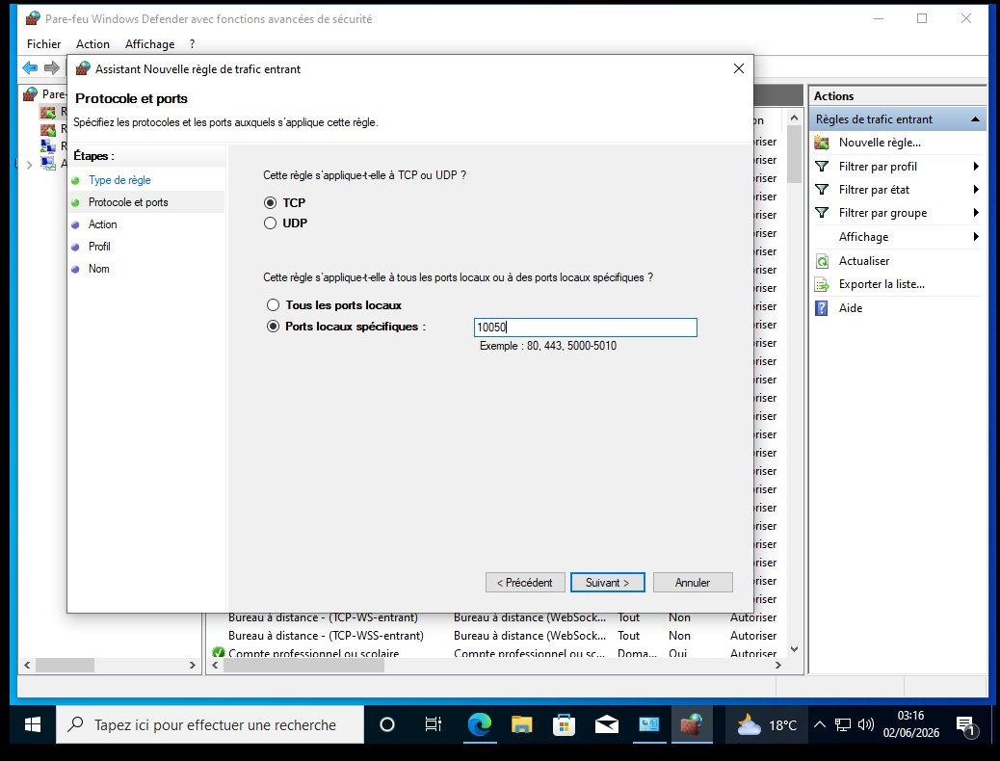 Pare-feu Windows Defender avec fonctions avancées de sécurité
Fichier Action Affichage ?
Assistant Nouvelle règle de trafic entrant
Protocole et ports
Spécifiez les protocoles et les ports auxquels s'applique cette règle.
Étapes :
Type de règle
Protocole et ports
Action
Profil
Nom
Cette règle s'applique-t-elle à TCP ou UDP ?
TCP
UDP
Cette règle s'applique-t-elle à tous les ports locaux ou à des ports locaux spécifiques ?
Tous les ports locaux
Ports locaux spécifiques :
10050
Exemple : 80, 443, 5000-5010
< Précédent
Suivant >
Annuler
Bureau à distance - (TCP-WS-entrant) Bureau à distance (WebSock... Tout Non Autoriser
Bureau à distance - (TCP-WSS-entrant) Bureau à distance (WebSock... Tout Non Autoriser
Compte professionnel ou scolaire Compte professionnel ou sc... Doma... Oui Autoriser
Actions
Règles de trafic entrant
Nouvelle règle...
Filtrer par profil
Filtrer par état
Filtrer par groupe
Affichage
Actualiser
Exporter la liste...
Aide
Tapez ici pour effectuer une recherche
18°C
03:16
02/06/2026
1